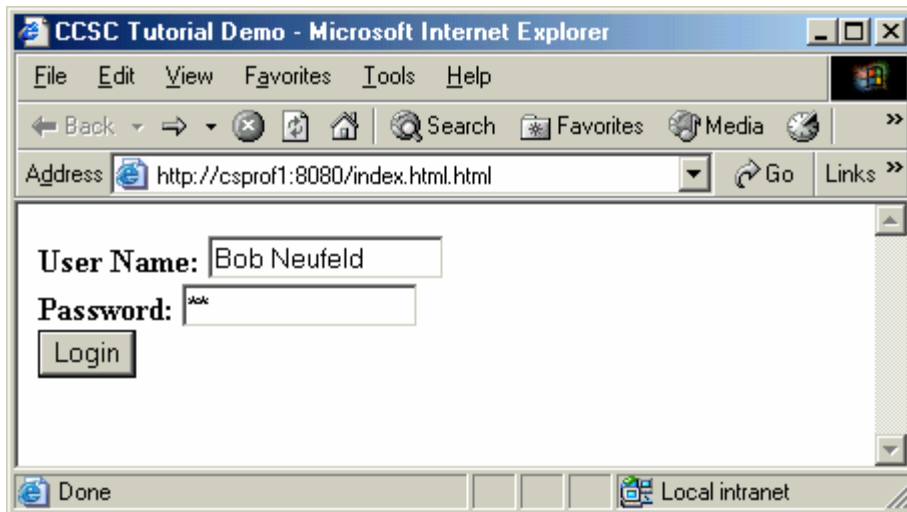 CCSC Tutorial Demo - Microsoft Internet Explorer
File Edit View Favorites Tools Help
Back Search Favorites Media »
Address http://csprof1:8080/index.html.html Go Links »
User Name: Bob Neufeld
Password: **
Login
Done Local intranet